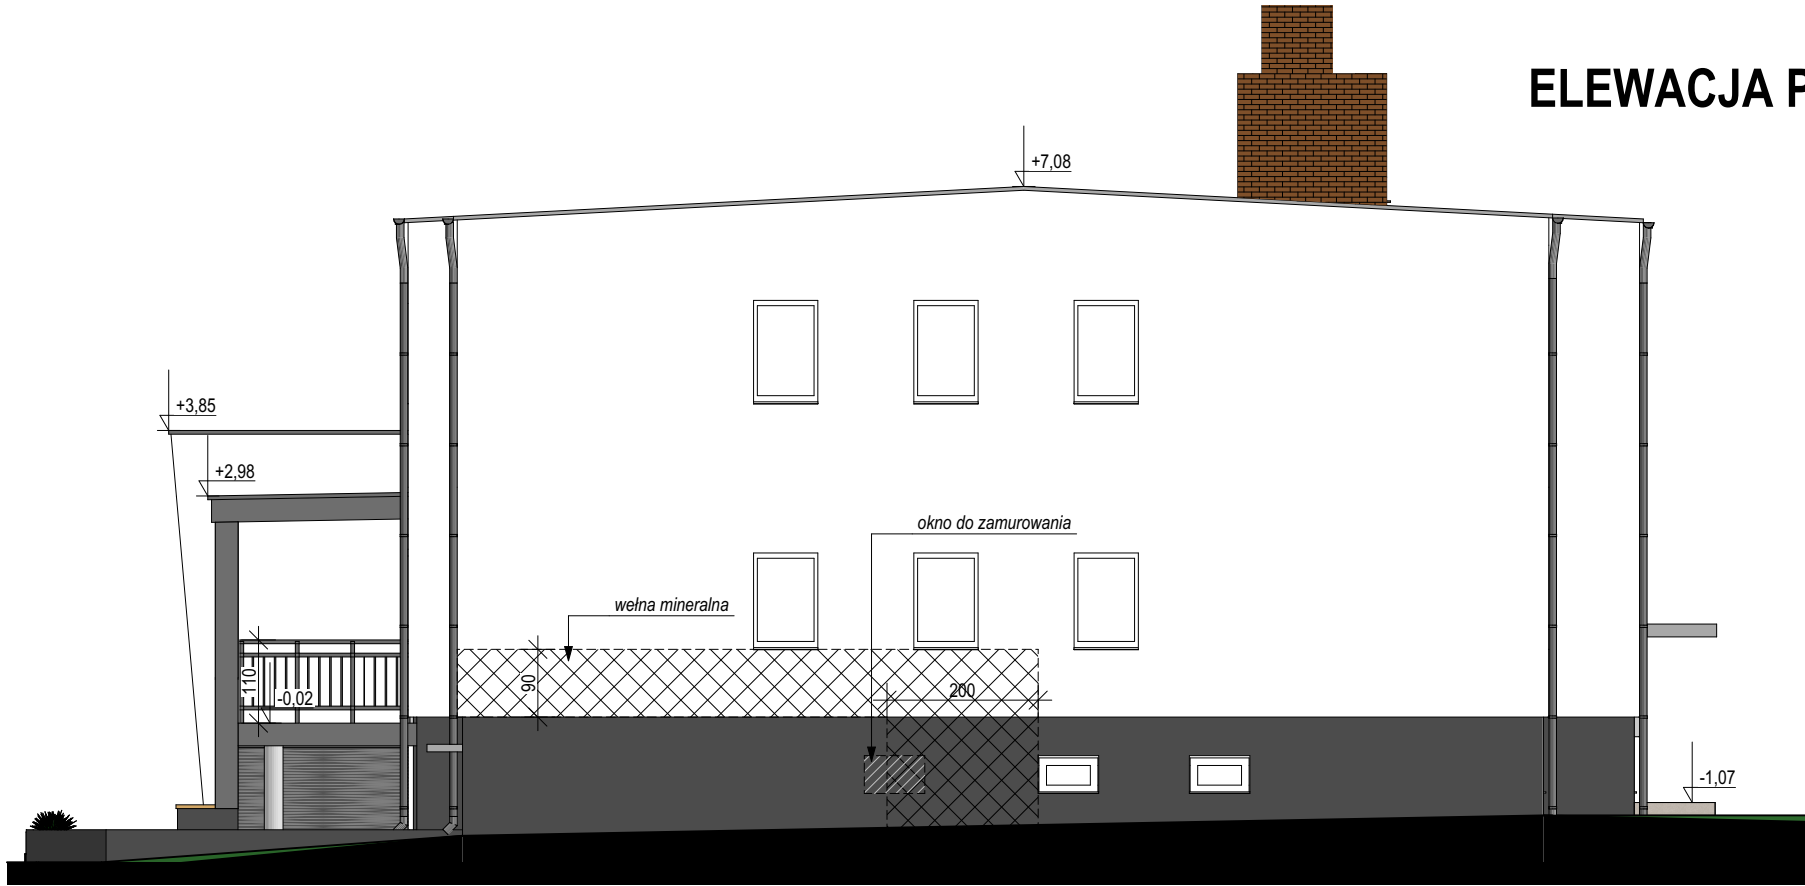 ELEWACJA P
+7,08
+3,85
+2,98
okno do zamurowania
wełna mineralna
110
-0,02
90
200
-1,07